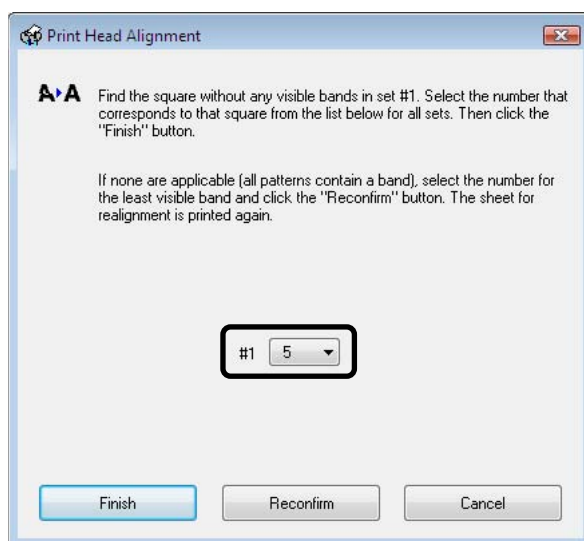 Print Head Alignment
A A Find the square without any visible bands in set #1. Select the number that
corresponds to that square from the list below for all sets. Then click the
"Finish" button.
If none are applicable (all patterns contain a band), select the number for
the least visible band and click the "Reconfirm" button. The sheet for
realignment is printed again.
#1 5
Finish Reconfirm Cancel